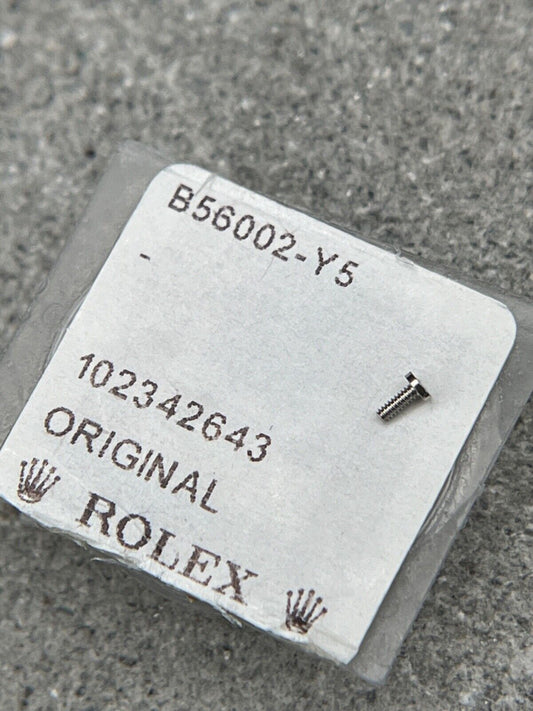 B56002-Y5
-
102342643
ORIGINAL
ROLEX